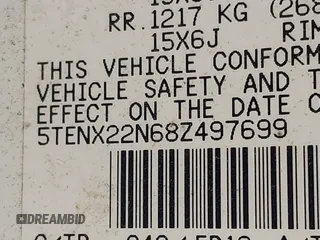 RR. 1217 KG (268
15X6J RIM
THIS VEHICLE CONFORM
VEHICLE SAFETY AND T
EFFECT ON THE DATE O
5TENX22N68Z497699
DREAMBID